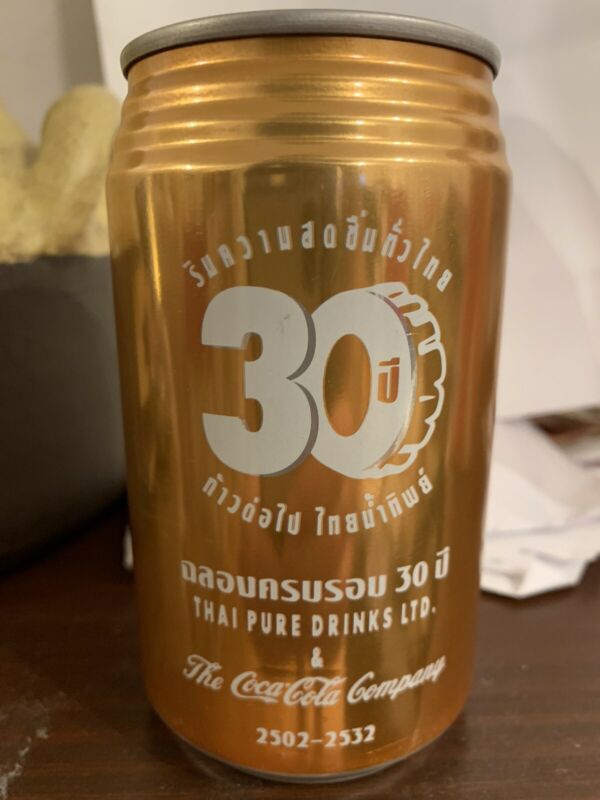 รินความสดชื่นทั่วไทย
30 ปี
ก้าวต่อไป ไทยน้ำทิพย์
ฉลองครบรอบ 30 ปี
THAI PURE DRINKS LTD.
&
The Coca-Cola Company
2502-2532